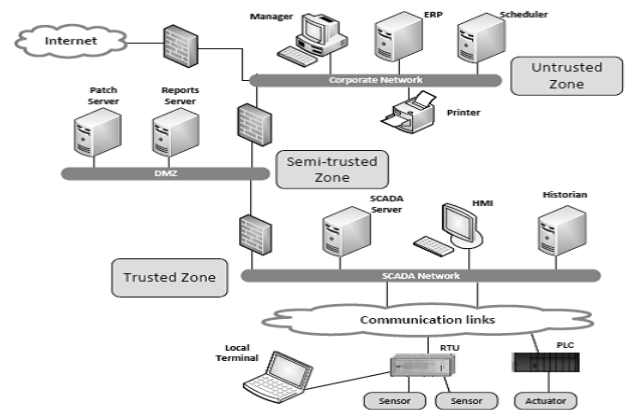 Internet
Manager
ERP
Scheduler
Corporate Network
Untrusted
Zone
Printer
Patch
Server
Reports
Server
DMZ
Semi-trusted
Zone
SCADA
Server
HMI
Historian
Trusted Zone
SCADA Network
Communication links
Local
Terminal
RTU
PLC
Sensor
Sensor
Actuator